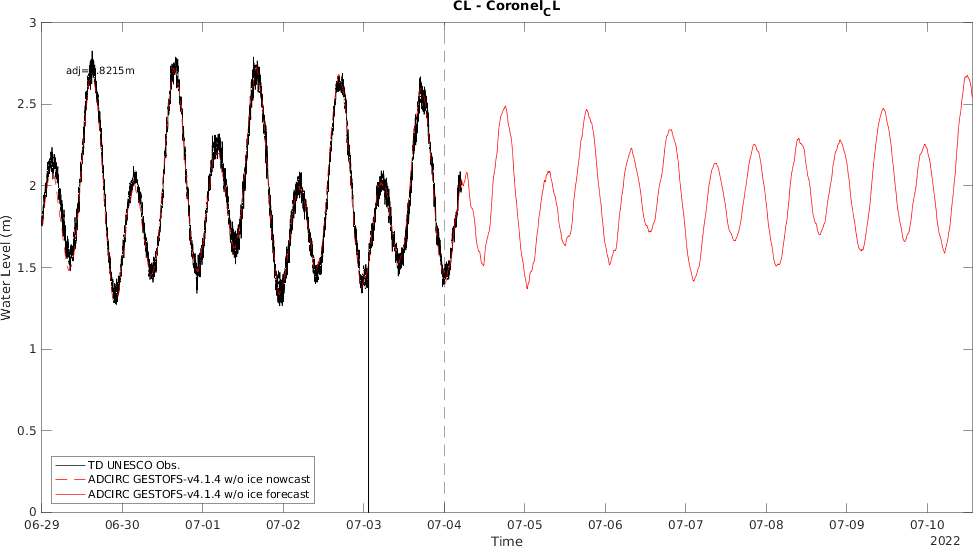 CL - Coronel_CL
3
2.5
2
1.5
1
0.5
0
Water Level (m)
.8215m
TD UNESCO Obs.
ADCIRC GESTOFS-v4.1.4 w/o ice nowcast
ADCIRC GESTOFS-v4.1.4 w/o ice forecast
06-29 06-30 07-01 07-02 07-03 07-04 07-05 07-06 07-07 07-08 07-09 07-10
Time
2022